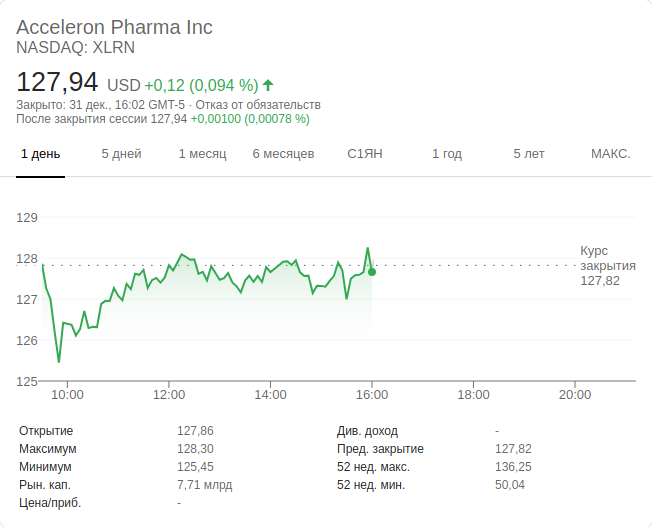 Acceleron Pharma Inc
NASDAQ: XLRN
127,94 USD +0,12 (0,094 %)
Закрыто: 31 дек., 16:02 GMT-5 · Отказ от обязательств
После закрытия сессии 127,94 +0,00100 (0,00078 %)
1 день 5 дней 1 месяц 6 месяцев С1ЯН 1 год 5 лет МАКС.
129
128
127
126
125
Курс
закрытия
127,82
10:00 12:00 14:00 16:00 18:00 20:00
Открытие 127,86 Див. доход -
Максимум 128,30 Пред. закрытие 127,82
Минимум 125,45 52 нед. макс. 136,25
Рын. кап. 7,71 млрд 52 нед. мин. 50,04
Цена/приб. -